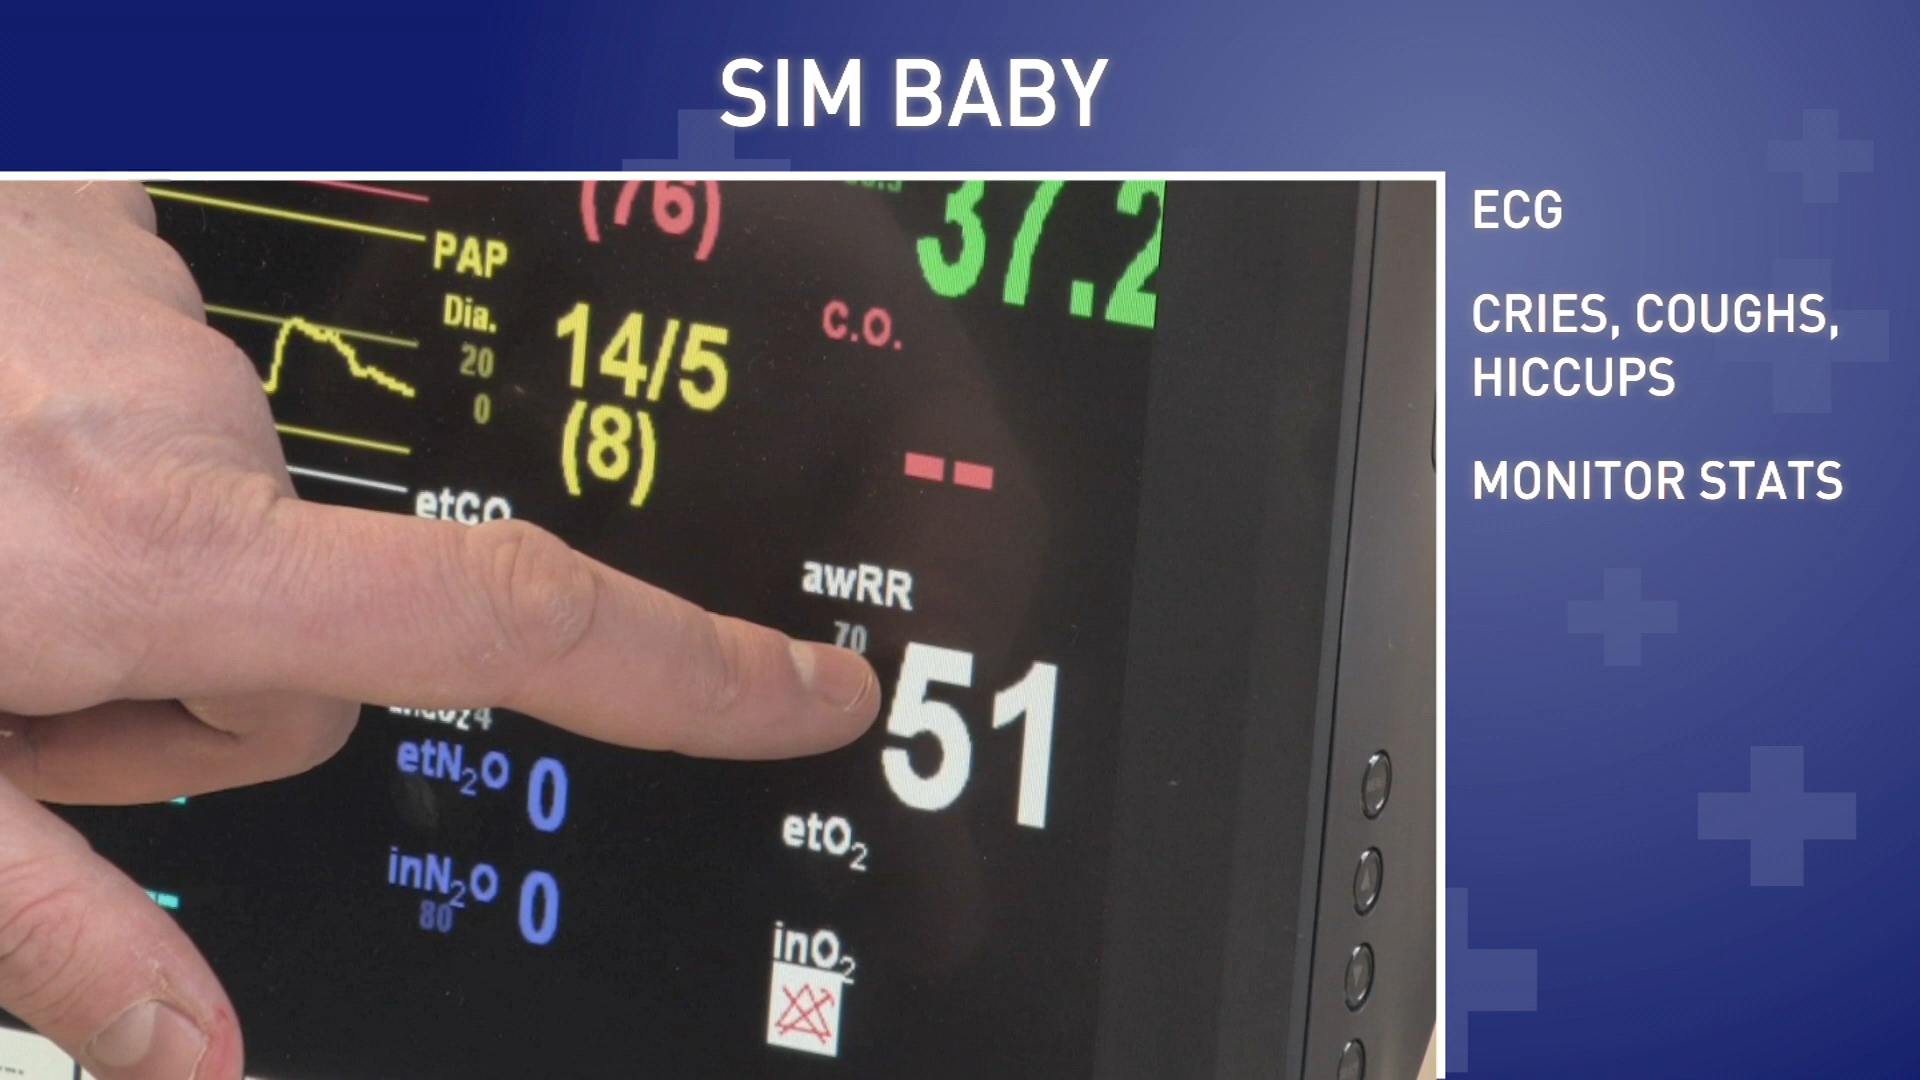 SIM BABY
ECG
CRIES, COUGHS,
HICCUPS
MONITOR STATS
(76)
37.2
PAP
Dia.
20
0
14/5
(8)
C.O.
--
awRR
70
51
etN₂O 0
inN₂O 0
80
etO₂
inO₂